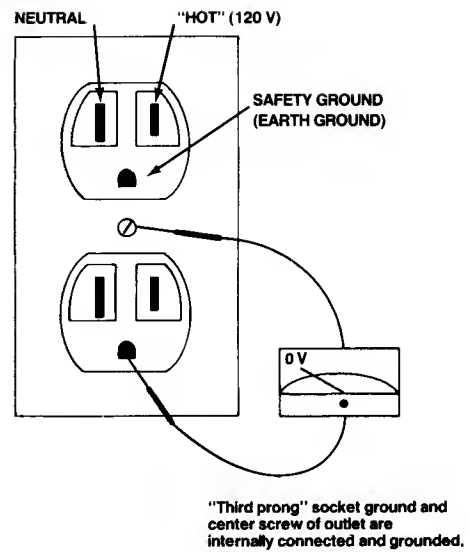 NEUTRAL
"HOT" (120 V)
SAFETY GROUND
(EARTH GROUND)
0 V
"Third prong" socket ground and
center screw of outlet are
internally connected and grounded.